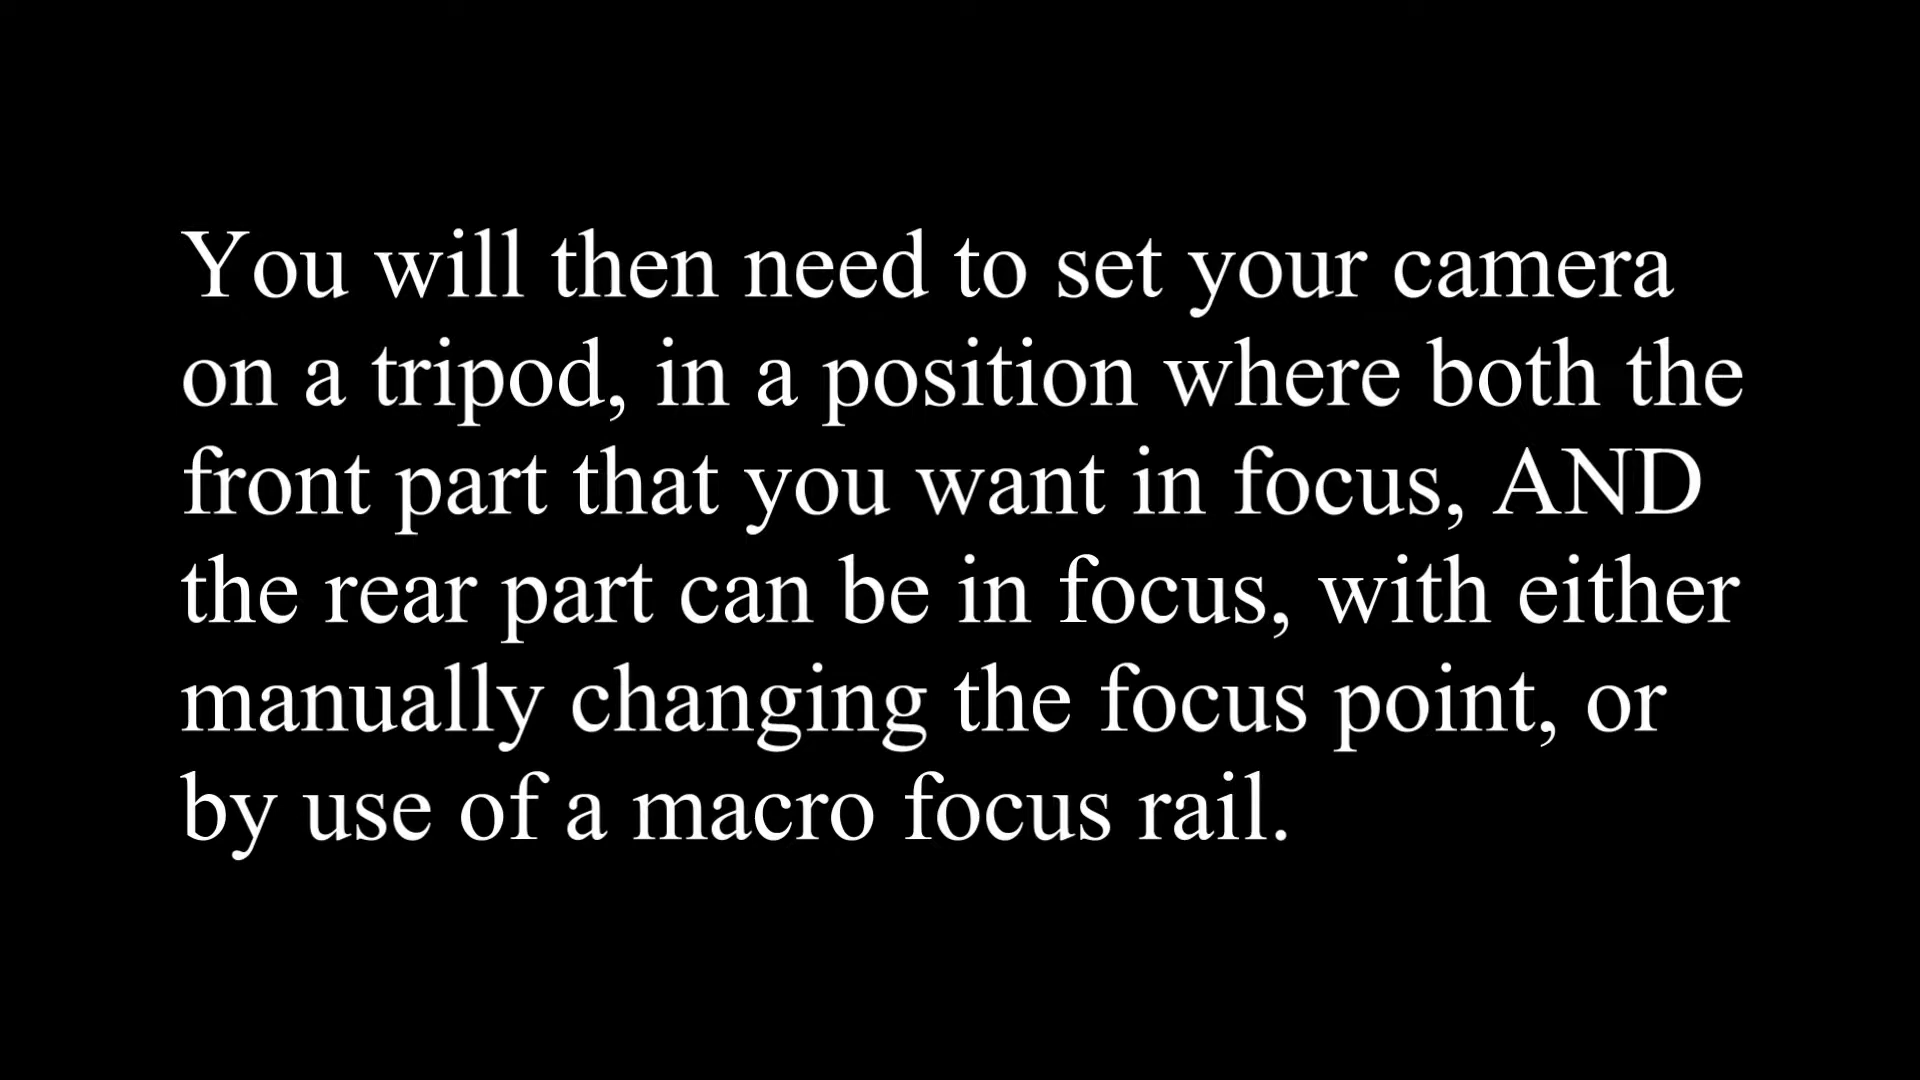 You will then need to set your camera
on a tripod, in a position where both the
front part that you want in focus, AND
the rear part can be in focus, with either
manually changing the focus point, or
by use of a macro focus rail.